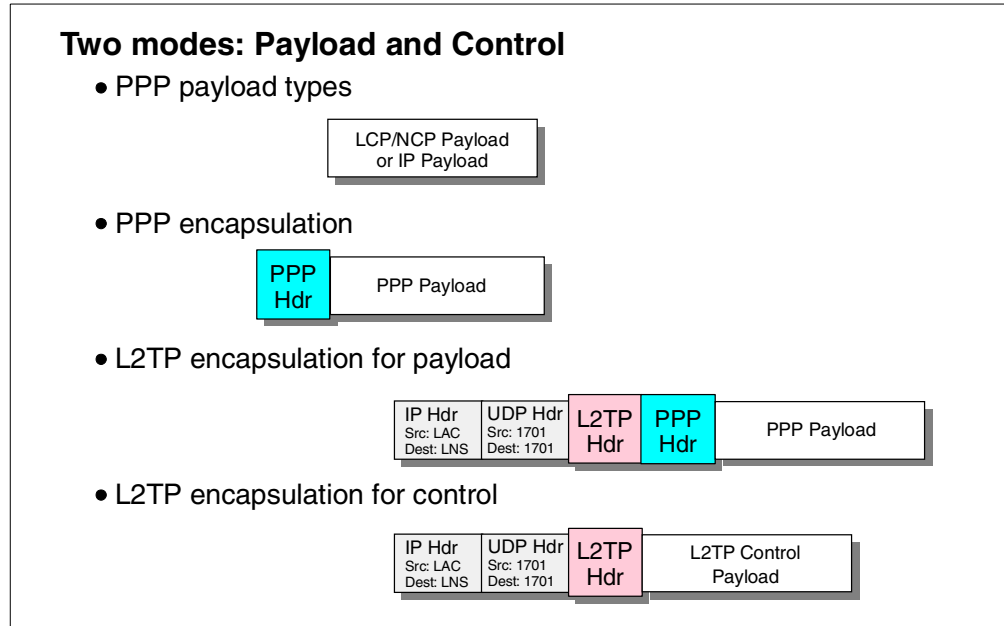 Two modes: Payload and Control
• PPP payload types
LCP/NCP Payload
or IP Payload
• PPP encapsulation
PPP
Hdr
PPP Payload
• L2TP encapsulation for payload
IP Hdr
Src: LAC
Dest: LNS
UDP Hdr
Src: 1701
Dest: 1701
L2TP
Hdr
PPP
Hdr
PPP Payload
• L2TP encapsulation for control
IP Hdr
Src: LAC
Dest: LNS
UDP Hdr
Src: 1701
Dest: 1701
L2TP
Hdr
L2TP Control
Payload